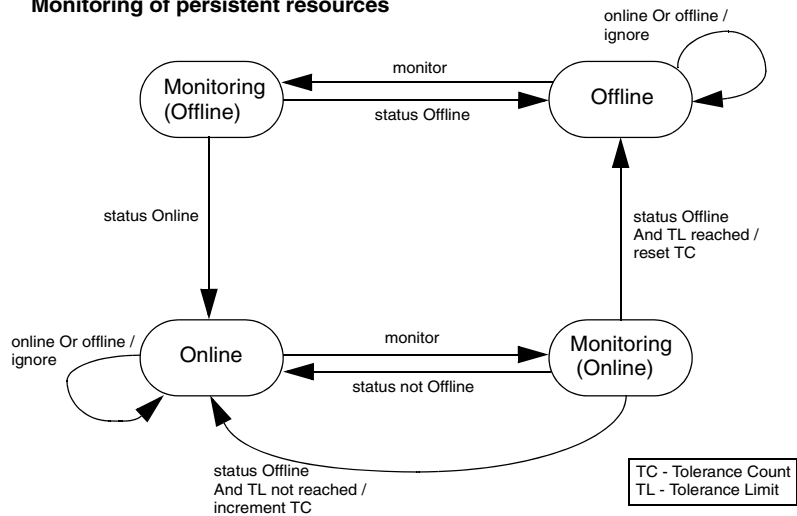 Monitoring of persistent resources
online Or offline /
ignore
Monitoring
(Offline)
monitor
status Offline
Offline
status Online
status Offline
And TL reached /
reset TC
online Or offline /
ignore
Online
monitor
status not Offline
Monitoring
(Online)
status Offline
And TL not reached /
increment TC
TC - Tolerance Count
TL - Tolerance Limit